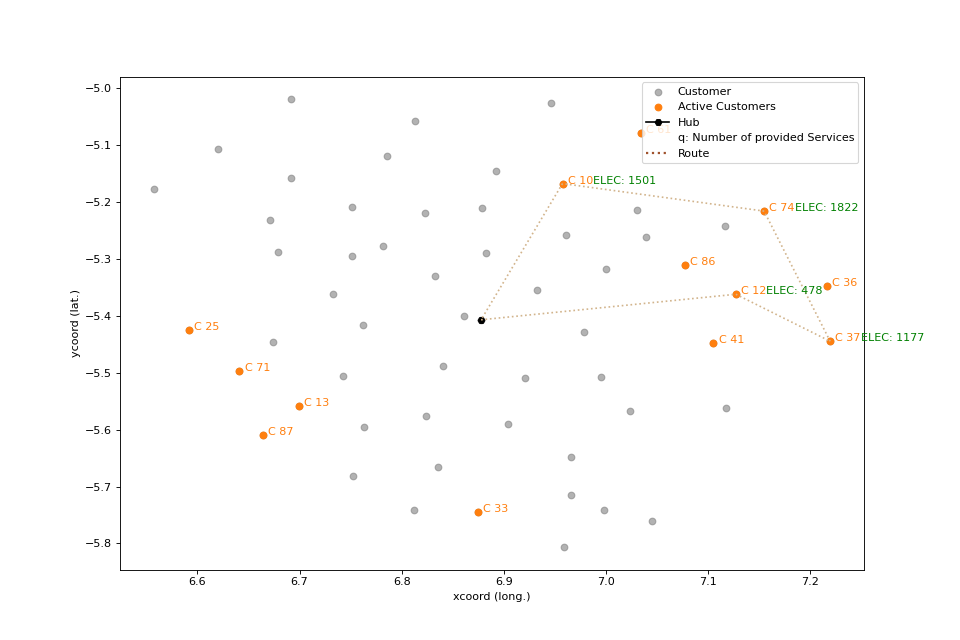 −5.0
−5.1
−5.2
−5.3
−5.4
−5.5
−5.6
−5.7
−5.8
ycoord (lat.)
6.6
6.7
6.8
6.9
7.0
7.1
7.2
xcoord (long.)
Customer
Active Customers
Hub
q: Number of provided Services
Route
C 10 ELEC: 1501
C 74 ELEC: 1822
C 86
C 36
C 12 ELEC: 478
C 25
C 41
C 37 ELEC: 1177
C 71
C 13
C 87
C 33